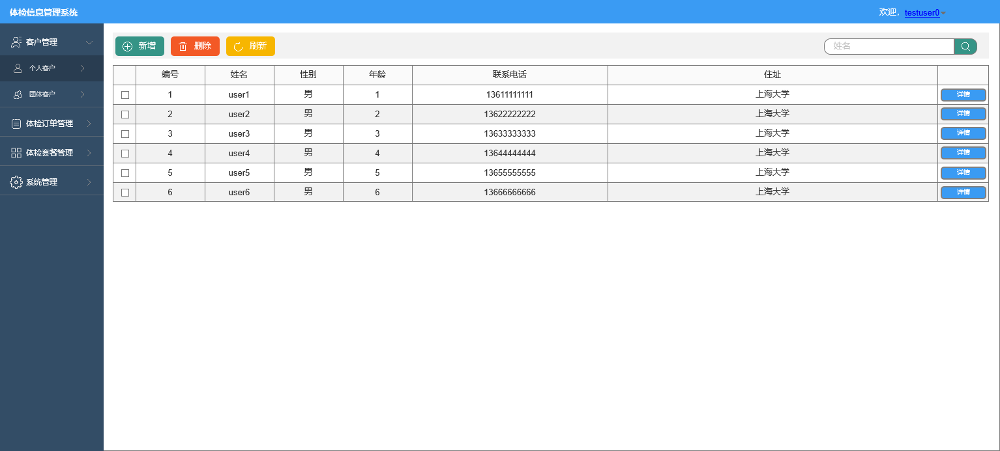 体检信息管理系统
欢迎, testuser0
客户管理
个人客户
团体客户
体检订单管理
体检套餐管理
系统管理
新增 删除 刷新 姓名
编号 姓名 性别 年龄 联系电话 住址
1 user1 男 1 13611111111 上海大学 详情
2 user2 男 2 13622222222 上海大学 详情
3 user3 男 3 13633333333 上海大学 详情
4 user4 男 4 13644444444 上海大学 详情
5 user5 男 5 13655555555 上海大学 详情
6 user6 男 6 13666666666 上海大学 详情